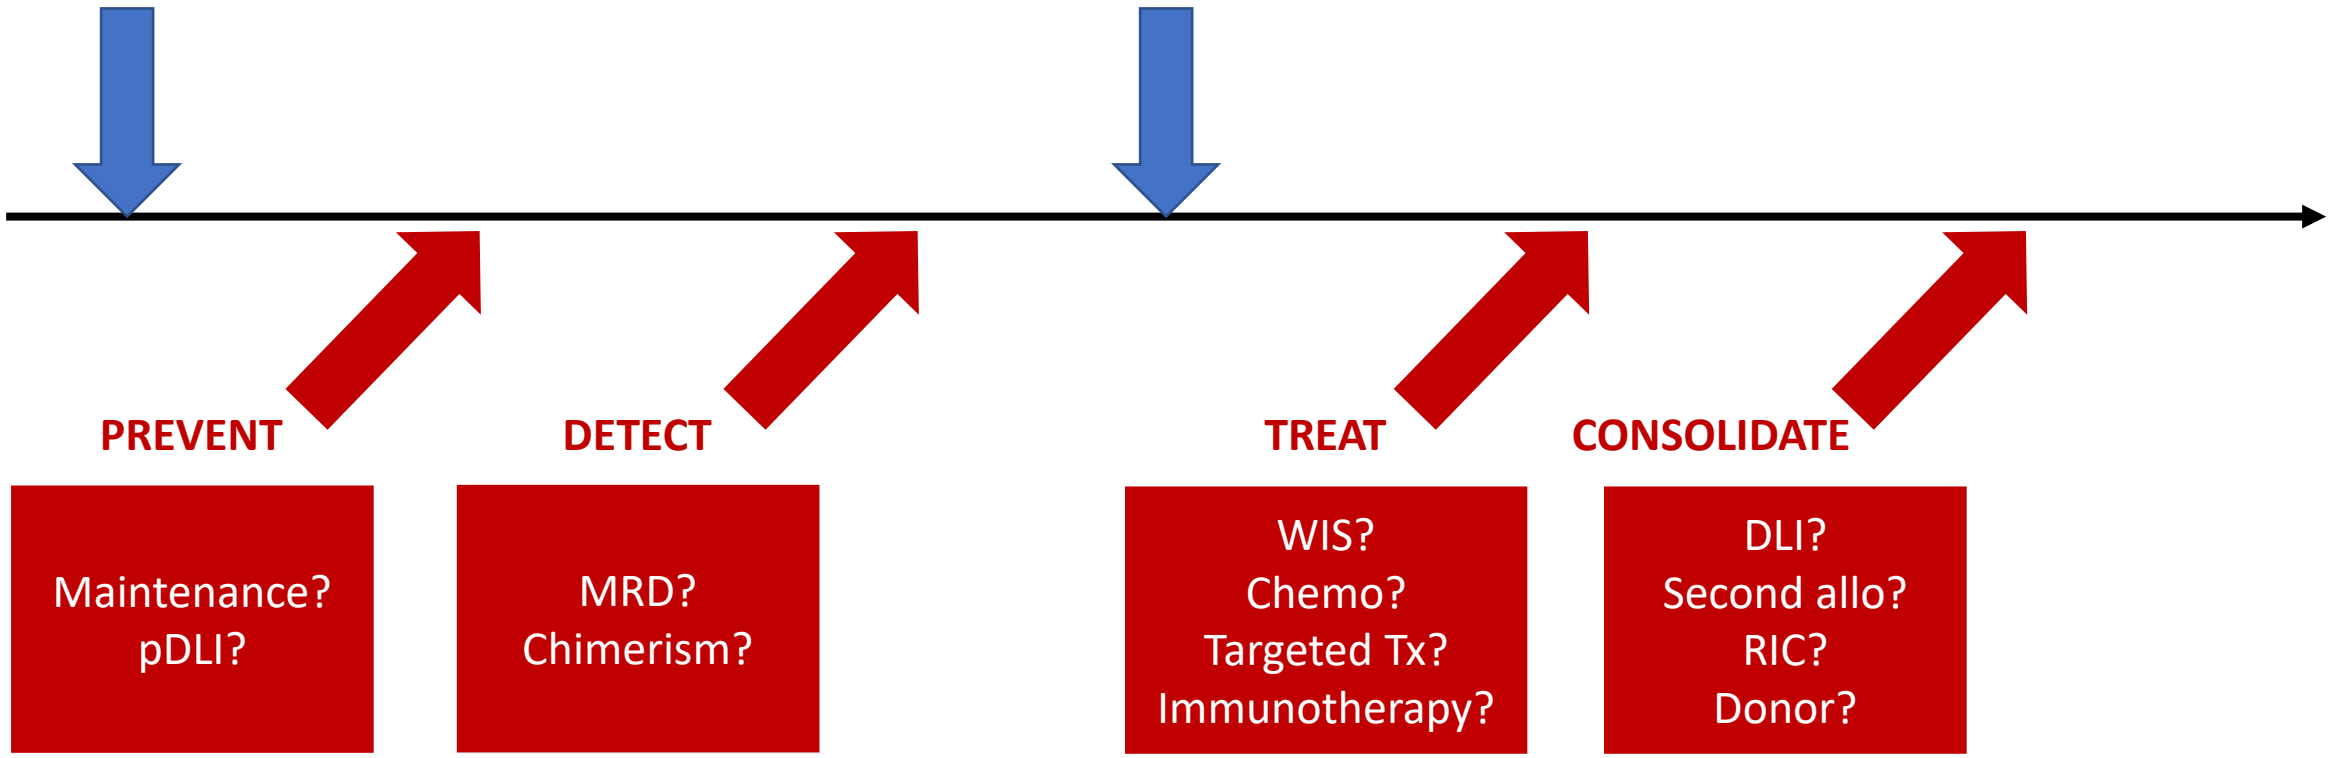 PREVENT
Maintenance?
pDLI?
DETECT
MRD?
Chimerism?
TREAT
WIS?
Chemo?
Targeted Tx?
Immunotherapy?
CONSOLIDATE
DLI?
Second allo?
RIC?
Donor?